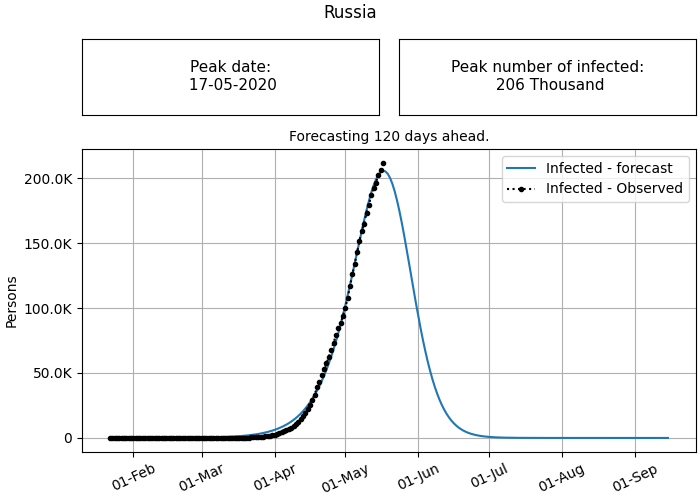 Russia
Peak date:
17-05-2020
Peak number of infected:
206 Thousand
Forecasting 120 days ahead.
Infected - forecast
Infected - Observed
Persons
200.0K
150.0K
100.0K
50.0K
0
01-Feb
01-Mar
01-Apr
01-May
01-Jun
01-Jul
01-Aug
01-Sep